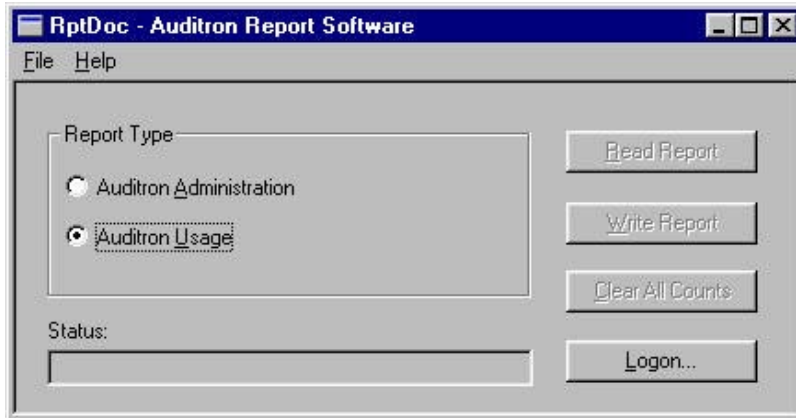 RptDoc - Auditron Report Software
File Help
Report Type
Auditron Administration
Auditron Usage
Read Report
Write Report
Clear All Counts
Status:
Logon...